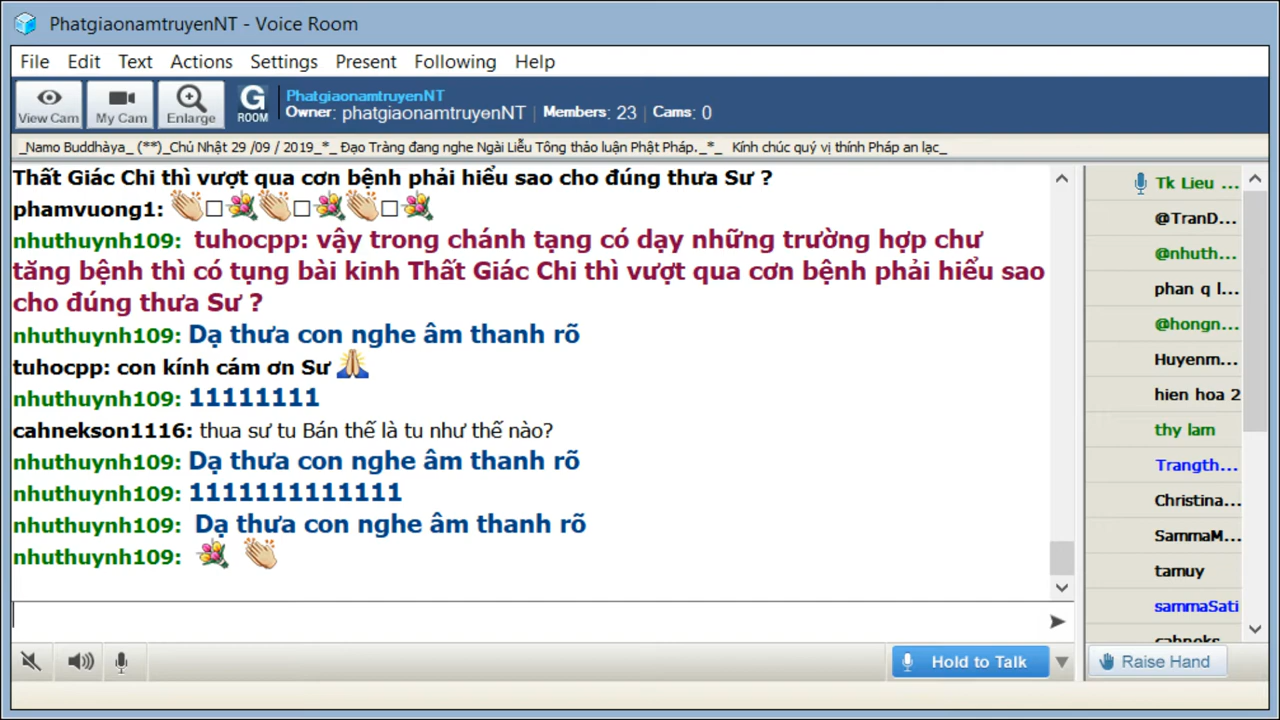 PhatgiaonamtruyenNT - Voice Room
File Edit Text Actions Settings Present Following Help
View Cam My Cam Enlarge G ROOM PhatgiaonamtruyenNT
Owner: phatgiaonamtruyenNT | Members: 23 | Cams: 0
_Namo Buddhàya_ (**)_Chủ Nhật 29 /09 / 2019_*_ Đạo Tràng đang nghe Ngài Liễu Tông thảo luận Phật Pháp._*_ Kính chúc quý vị thính Pháp an lạc_
Thất Giác Chi thì vượt qua cơn bệnh phải hiểu sao cho đúng thưa Sư ?
phamvuong1:
nhuthuynh109: tuhocpp: vậy trong chánh tạng có dạy những trường hợp chư
tăng bệnh thì có tụng bài kinh Thất Giác Chi thì vượt qua cơn bệnh phải hiểu sao
cho đúng thưa Sư ?
nhuthuynh109: Dạ thưa con nghe âm thanh rõ
tuhocpp: con kính cám ơn Sư
nhuthuynh109: 11111111
cahnekson1116: thua sư tu Bán thế là tu như thế nào?
nhuthuynh109: Dạ thưa con nghe âm thanh rõ
nhuthuynh109: 1111111111111
nhuthuynh109: Dạ thưa con nghe âm thanh rõ
nhuthuynh109:
Tk Lieu ...
@TranD...
@nhuth...
phan q l...
@hongn...
Huyenm...
hien hoa 2
thy lam
Trangth...
Christina...
SammaM...
tamuy
sammaSati
cahneks
Hold to Talk
Raise Hand